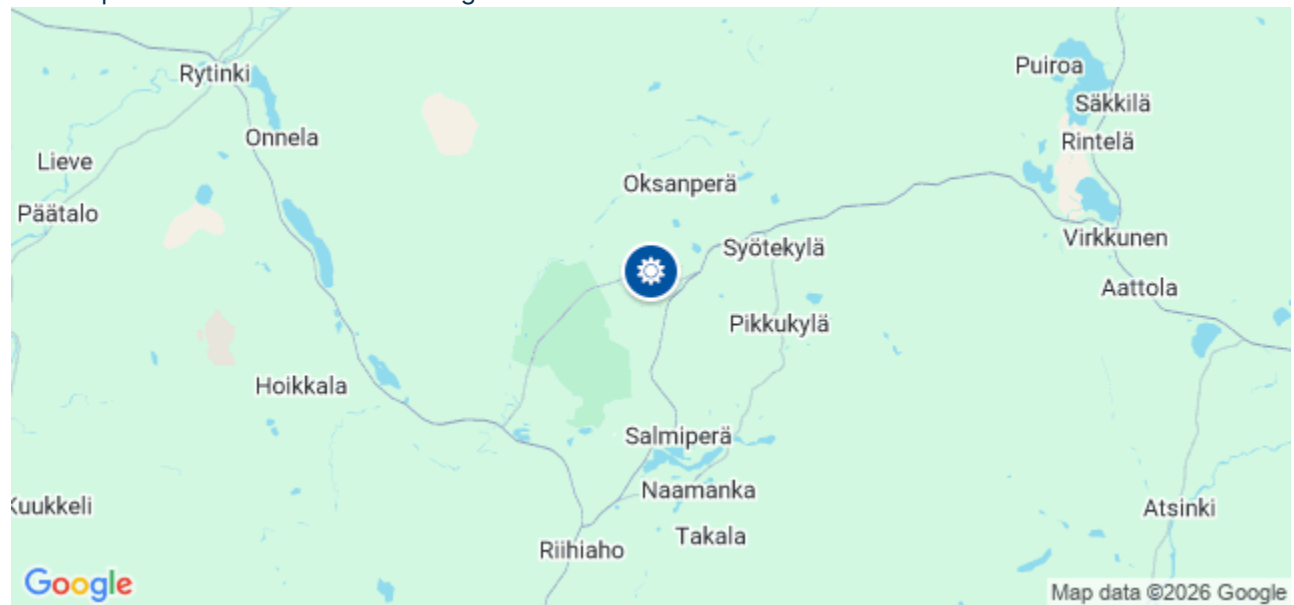 Rytinki
Puiroa
Säkkilä
Onnela
Rintelä
Lieve
Oksanperä
Päätalo
Syötekylä
Virkkunen
Aattola
Pikkukylä
Hoikkala
Salmiperä
Naamanka
Kuukkeli
Atsinki
Takala
Riihiaho
Google
Map data ©2026 Google